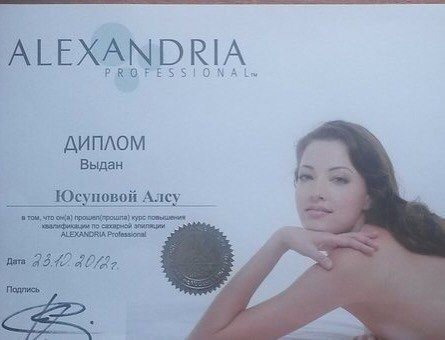 ALEXANDRIA
PROFESSIONAL™
ДИПЛОМ
Выдан
Юсуповой Алсу
в том, что он(а) прошел(прошла) курс повышения
квалификации по сахарной эпиляции
ALEXANDRIA Professional
Дата 23.10.2012г.
Подпись